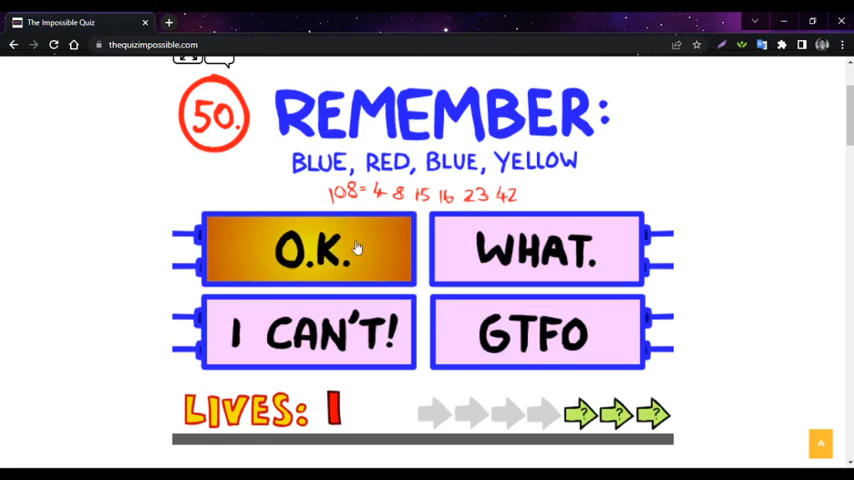 The Impossible Quiz
thequizimpossible.com
50. REMEMBER:
BLUE, RED, BLUE, YELLOW
108= 4 8 15 16 23 42
O.K. WHAT.
I CAN'T! GTFO
LIVES: 1
? ? ?